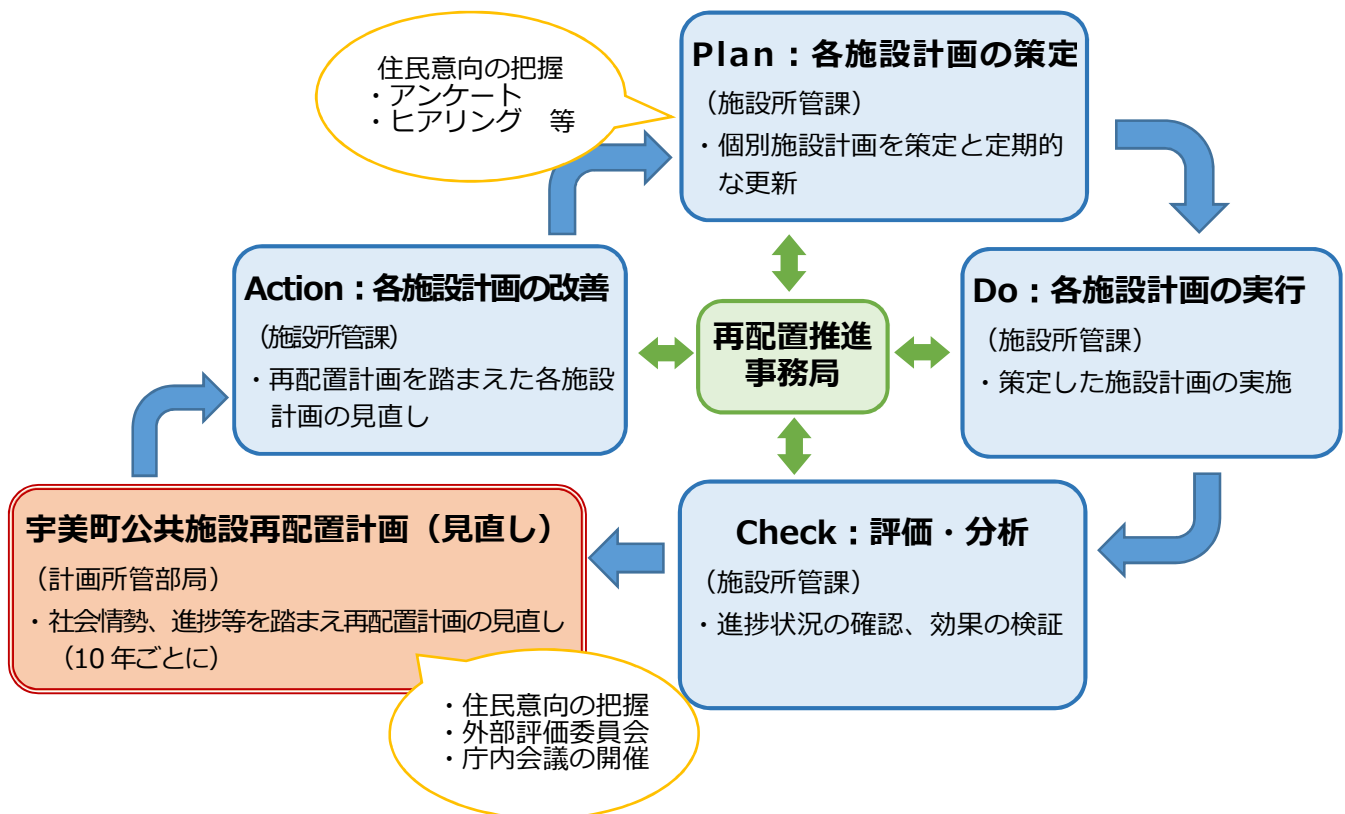 住民意向の把握
・アンケート
・ヒアリング 等
Plan：各施設計画の策定
（施設所管課）
・個別施設計画を策定と定期的
な更新
Action：各施設計画の改善
（施設所管課）
・再配置計画を踏まえた各施設
計画の見直し
再配置推進
事務局
Do：各施設計画の実行
（施設所管課）
・策定した施設計画の実施
宇美町公共施設再配置計画（見直し）
（計画所管部局）
・社会情勢、進捗等を踏まえ再配置計画の見直し
（10 年ごとに）
Check：評価・分析
（施設所管課）
・進捗状況の確認、効果の検証
・住民意向の把握
・外部評価委員会
・庁内会議の開催